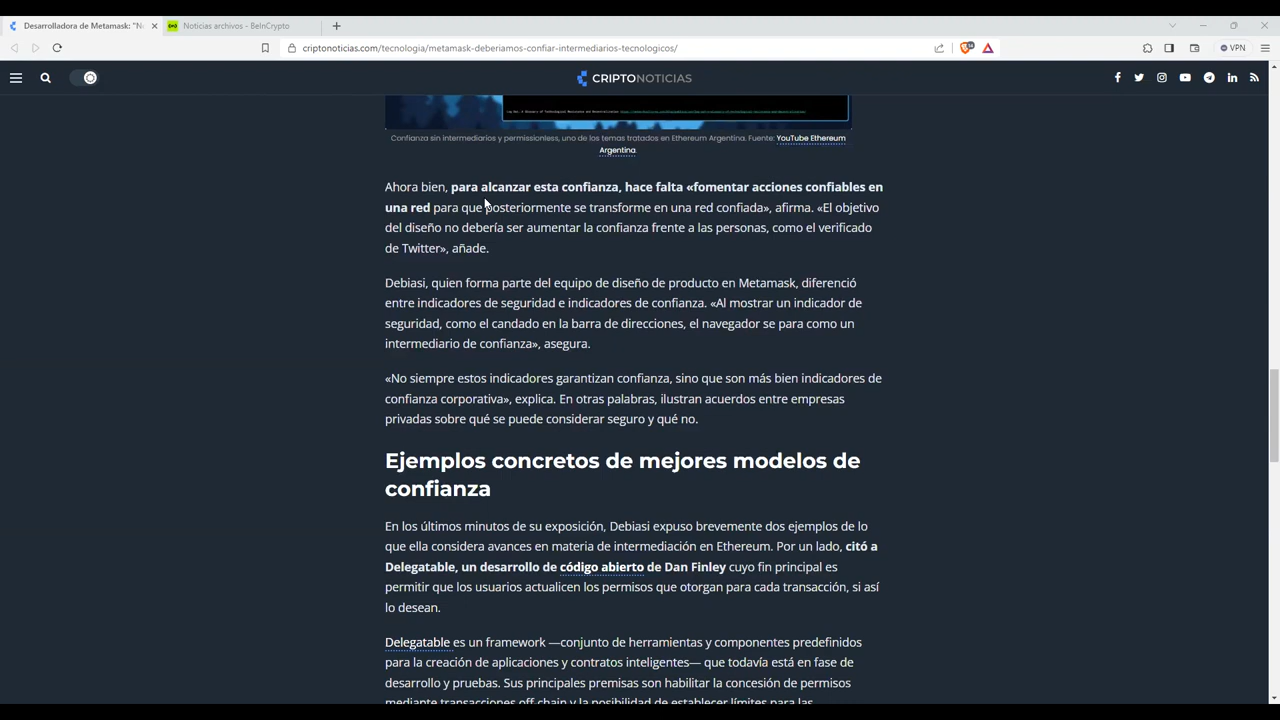 Desarrolladora de Metamask: "N
Noticias archivos - BeInCrypto
criptonoticias.com/tecnologia/metamask-deberiamos-confiar-intermediarios-tecnologicos/
VPN
CRIPTONOTICIAS
Confianza sin intermediarios y permissionless, uno de los temas tratados en Ethereum Argentina. Fuente: YouTube Ethereum
Argentina.
Ahora bien, para alcanzar esta confianza, hace falta «fomentar acciones confiables en
una red para que posteriormente se transforme en una red confiada», afirma. «El objetivo
del diseño no debería ser aumentar la confianza frente a las personas, como el verificado
de Twitter», añade.
Debiasi, quien forma parte del equipo de diseño de producto en Metamask, diferenció
entre indicadores de seguridad e indicadores de confianza. «Al mostrar un indicador de
seguridad, como el candado en la barra de direcciones, el navegador se para como un
intermediario de confianza», asegura.
«No siempre estos indicadores garantizan confianza, sino que son más bien indicadores de
confianza corporativa», explica. En otras palabras, ilustran acuerdos entre empresas
privadas sobre qué se puede considerar seguro y qué no.
Ejemplos concretos de mejores modelos de
confianza
En los últimos minutos de su exposición, Debiasi expuso brevemente dos ejemplos de lo
que ella considera avances en materia de intermediación en Ethereum. Por un lado, citó a
Delegatable, un desarrollo de código abierto de Dan Finley cuyo fin principal es
permitir que los usuarios actualicen los permisos que otorgan para cada transacción, si así
lo desean.
Delegatable es un framework —conjunto de herramientas y componentes predefinidos
para la creación de aplicaciones y contratos inteligentes— que todavía está en fase de
desarrollo y pruebas. Sus principales premisas son habilitar la concesión de permisos
mediante transacciones off-chain y la posibilidad de establecer límites para las